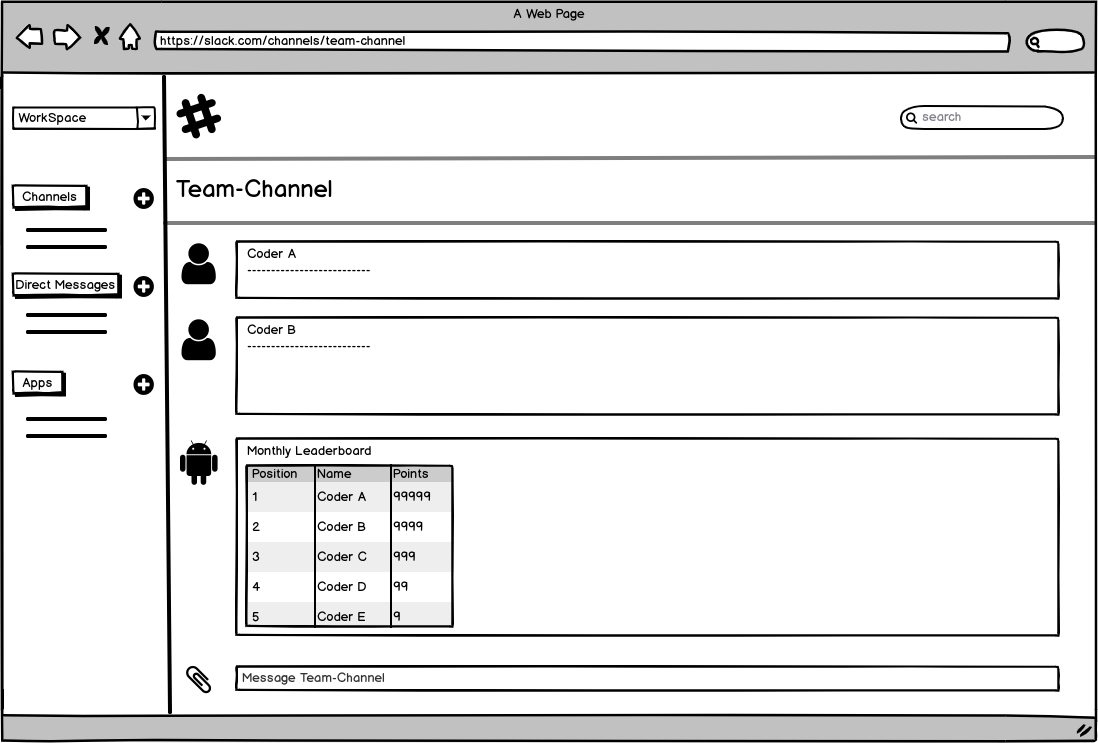 A Web Page
https://slack.com/channels/team-channel
WorkSpace
search
Channels
Direct Messages
Apps
Team-Channel
Coder A
---------------------------
Coder B
---------------------------
Monthly Leaderboard
Position Name Points
1 Coder A 99999
2 Coder B 9999
3 Coder C 999
4 Coder D 99
5 Coder E 9
Message Team-Channel